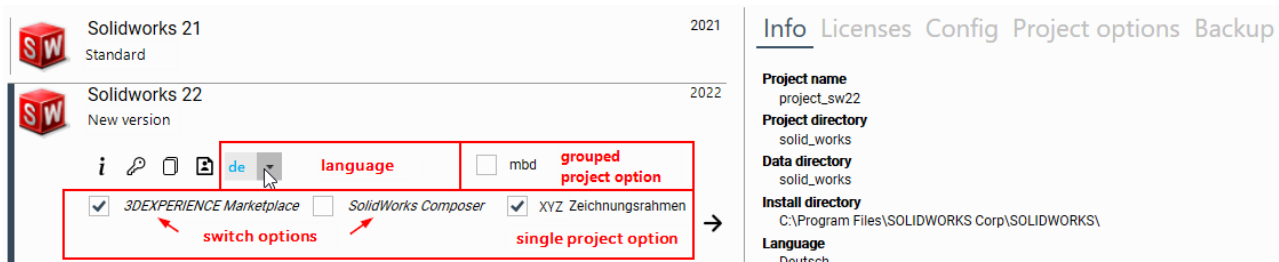 Solidworks 21
2021
Standard
Solidworks 22
2022
New version
i
de
language
mbd
grouped
project option
3DEXPERIENCE Marketplace
SolidWorks Composer
XYZ Zeichnungsrahmen
switch options
single project option
Info Licenses Config Project options Backup
Project name
project_sw22
Project directory
solid_works
Data directory
solid_works
Install directory
C:\Program Files\SOLIDWORKS Corp\SOLIDWORKS\
Language
Deutsch
SW
SW